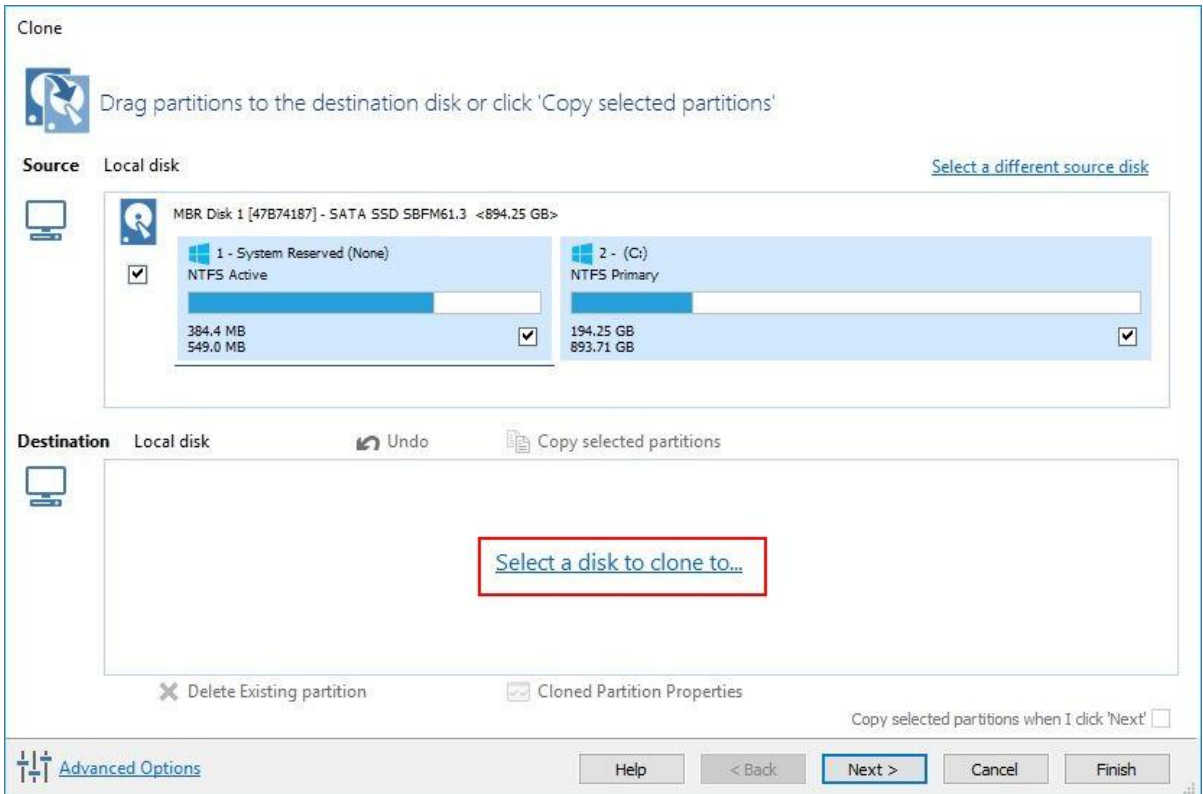 Clone
Drag partitions to the destination disk or click 'Copy selected partitions'
Source Local disk Select a different source disk
MBR Disk 1 [47B74187] - SATA SSD SBFM61.3 <894.25 GB>
1 - System Reserved (None)
NTFS Active
384.4 MB
549.0 MB
2 - (C:)
NTFS Primary
194.25 GB
893.71 GB
Destination Local disk Undo Copy selected partitions
Select a disk to clone to...
Delete Existing partition Cloned Partition Properties
Copy selected partitions when I click 'Next'
Advanced Options Help < Back Next > Cancel Finish